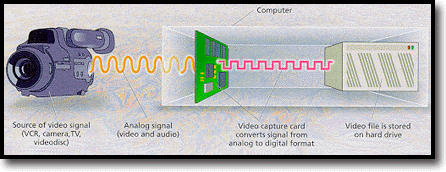 Computer
Source of video signal
(VCR, camera,TV,
videodisc)
Analog signal
(video and audio)
Video capture card
converts signal from
analog to digital format
Video file is stored
on hard drive